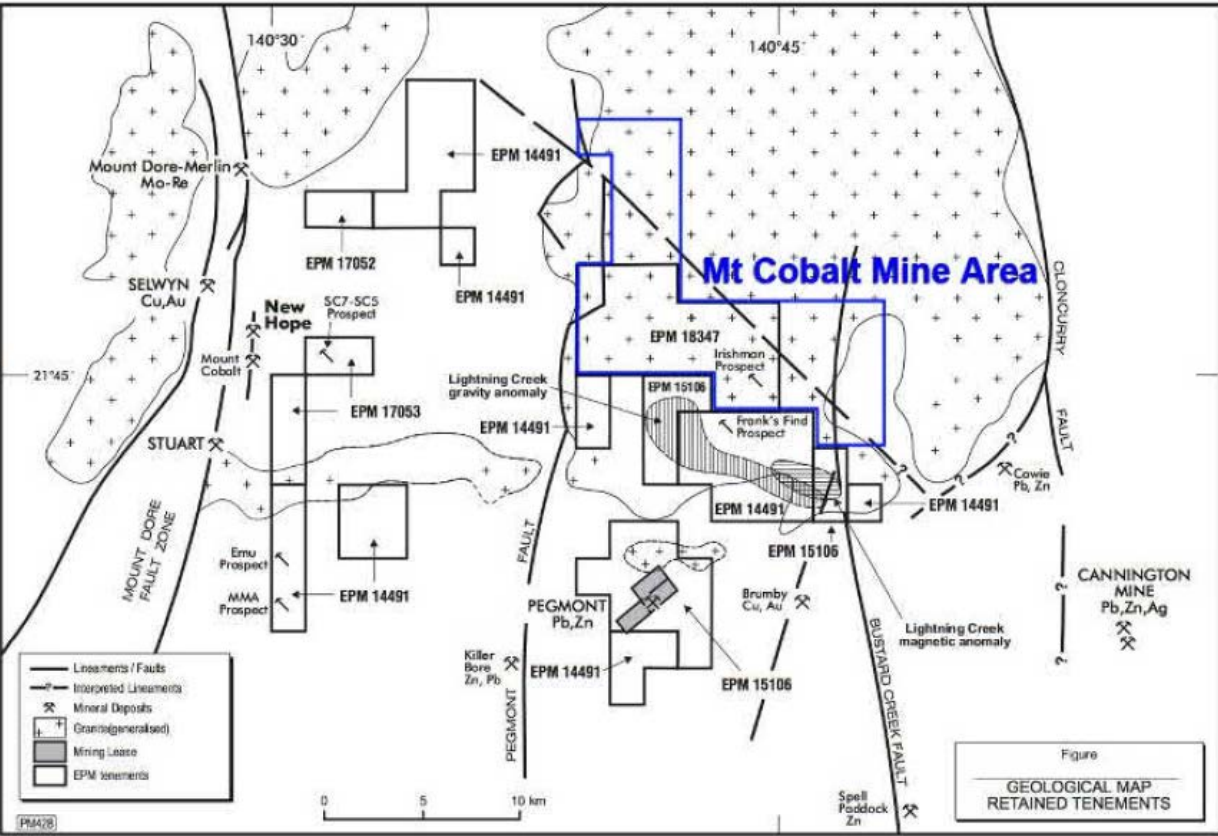 140°30'
140°45'
Mount Dore-Merlin
Mo-Re
EPM 14491
EPM 17052
EPM 14491
SELWYN
Cu,Au
New
Hope
SC7-SC5
Prospect
Mount
Cobalt
21°45'
EPM 17053
Mt Cobalt Mine Area
CLONCURRY
FAULT
EPM 18347
Irishman
Prospect
Lightning Creek
gravity anomaly
EPM 15106
EPM 14491
Frank's Find
Prospect
STUART
?
?
?
Cowie
Pb, Zn
EPM 14491
EPM 14491
EPM 15106
MOUNT DORE
FAULT ZONE
FAULT
Emu
Prospect
MMA
Prospect
EPM 14491
PEGMONT
Pb,Zn
Brumby
Cu, Au
?
CANNINGTON
MINE
Pb,Zn,Ag
Lightning Creek
magnetic anomaly
?
Killer
Bore
Zn, Pb
EPM 14491
EPM 15106
PEGMONT
BUSTARD CREEK FAULT
Spell
Paddock
Zn
Lineaments / Faults
? Interpreted Lineaments
Mineral Deposits
Granite(generalised)
Mining Lease
EPM tenements
0 5 10 km
Figure
GEOLOGICAL MAP
RETAINED TENEMENTS
PM428